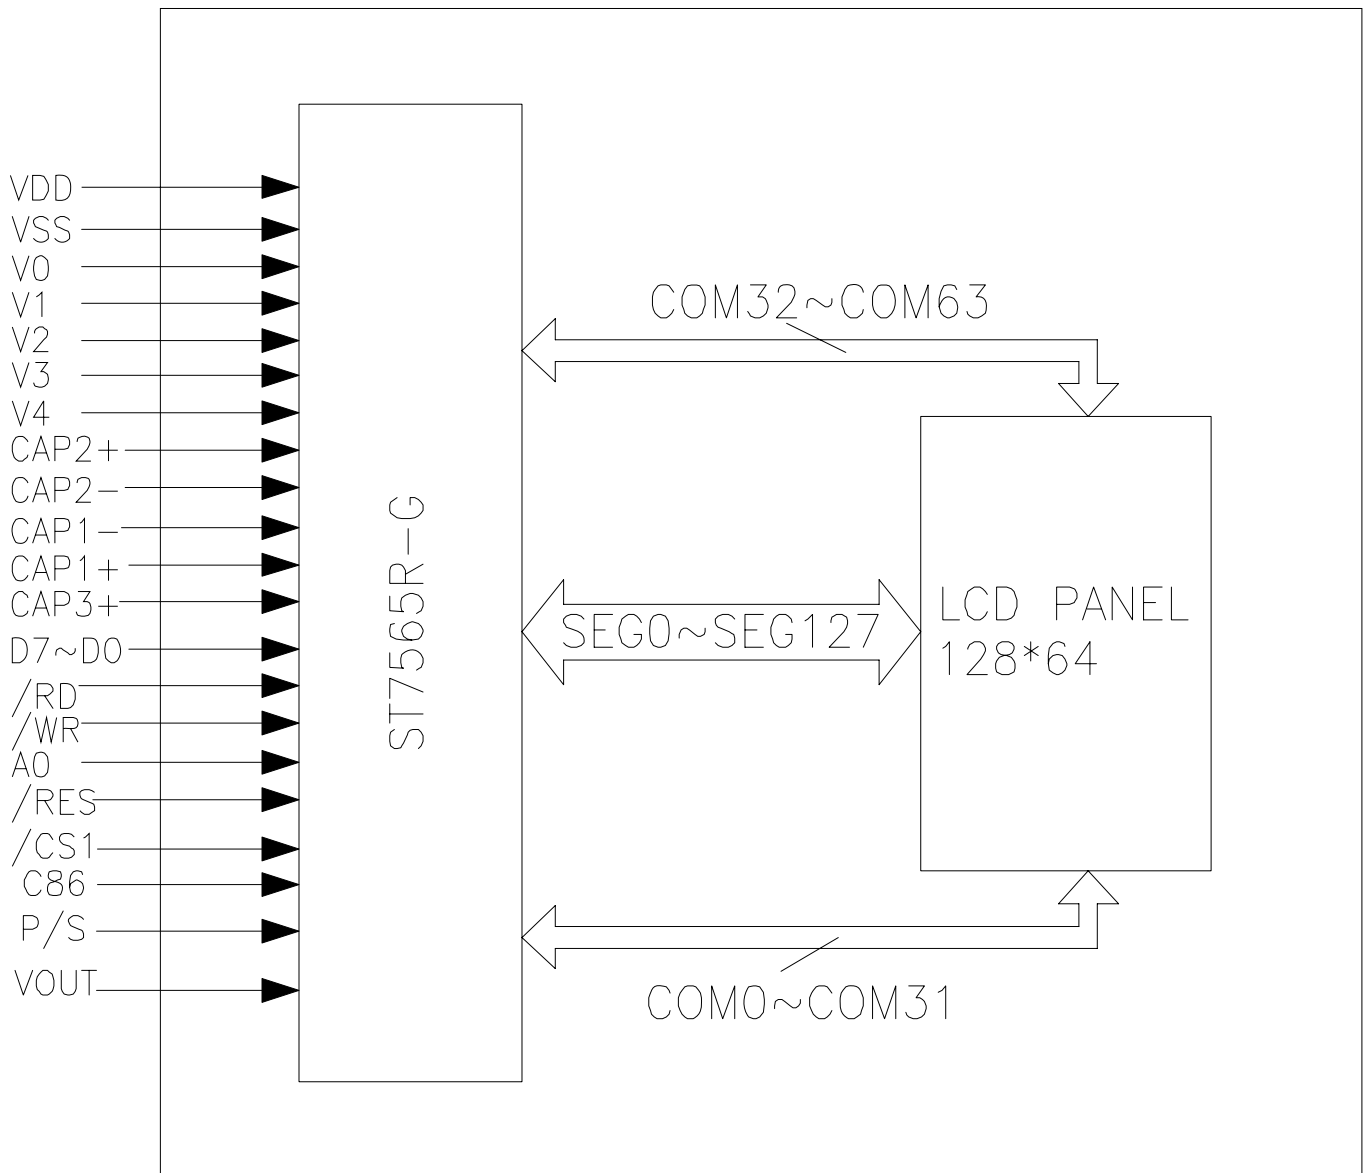 VDD
VSS
V0
V1
V2
V3
V4
CAP2+
CAP2-
CAP1-
CAP1+
CAP3+
D7~D0
/RD
/WR
A0
/RES
/CS1
C86
P/S
VOUT
ST7565R-G
COM32~COM63
SEG0~SEG127
COM0~COM31
LCD PANEL
128*64